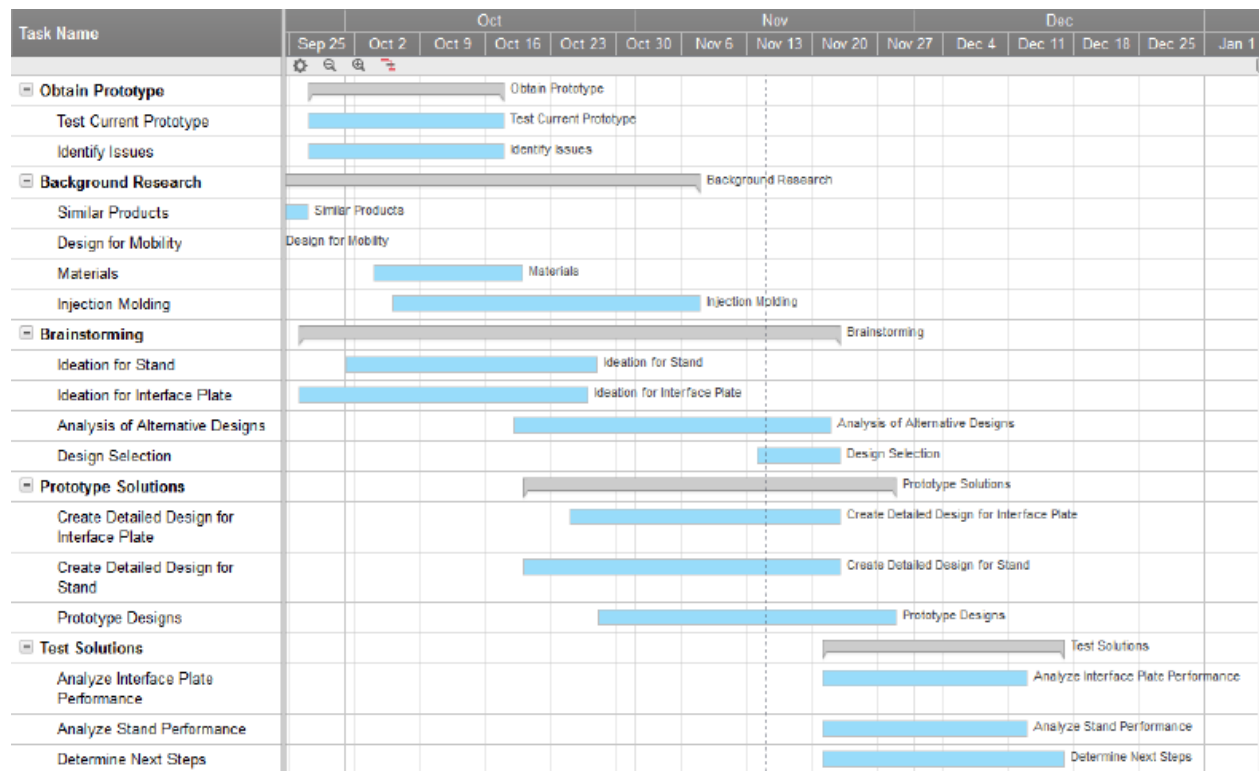 Task Name
Oct Nov Dec
Sep 25 Oct 2 Oct 9 Oct 16 Oct 23 Oct 30 Nov 6 Nov 13 Nov 20 Nov 27 Dec 4 Dec 11 Dec 18 Dec 25 Jan 1
Obtain Prototype Obtain Prototype
Test Current Prototype Test Current Prototype
Identify Issues Identify Issues
Background Research Background Research
Similar Products Similar Products
Design for Mobility Design for Mobility
Materials Materials
Injection Molding Injection Molding
Brainstorming Brainstorming
Ideation for Stand Ideation for Stand
Ideation for Interface Plate Ideation for Interface Plate
Analysis of Alternative Designs Analysis of Alternative Designs
Design Selection Design Selection
Prototype Solutions Prototype Solutions
Create Detailed Design for Create Detailed Design for Interface Plate
Interface Plate
Create Detailed Design for Create Detailed Design for Stand
Stand
Prototype Designs Prototype Designs
Test Solutions Test Solutions
Analyze Interface Plate Analyze Interface Plate Performance
Performance
Analyze Stand Performance Analyze Stand Performance
Determine Next Steps Determine Next Steps